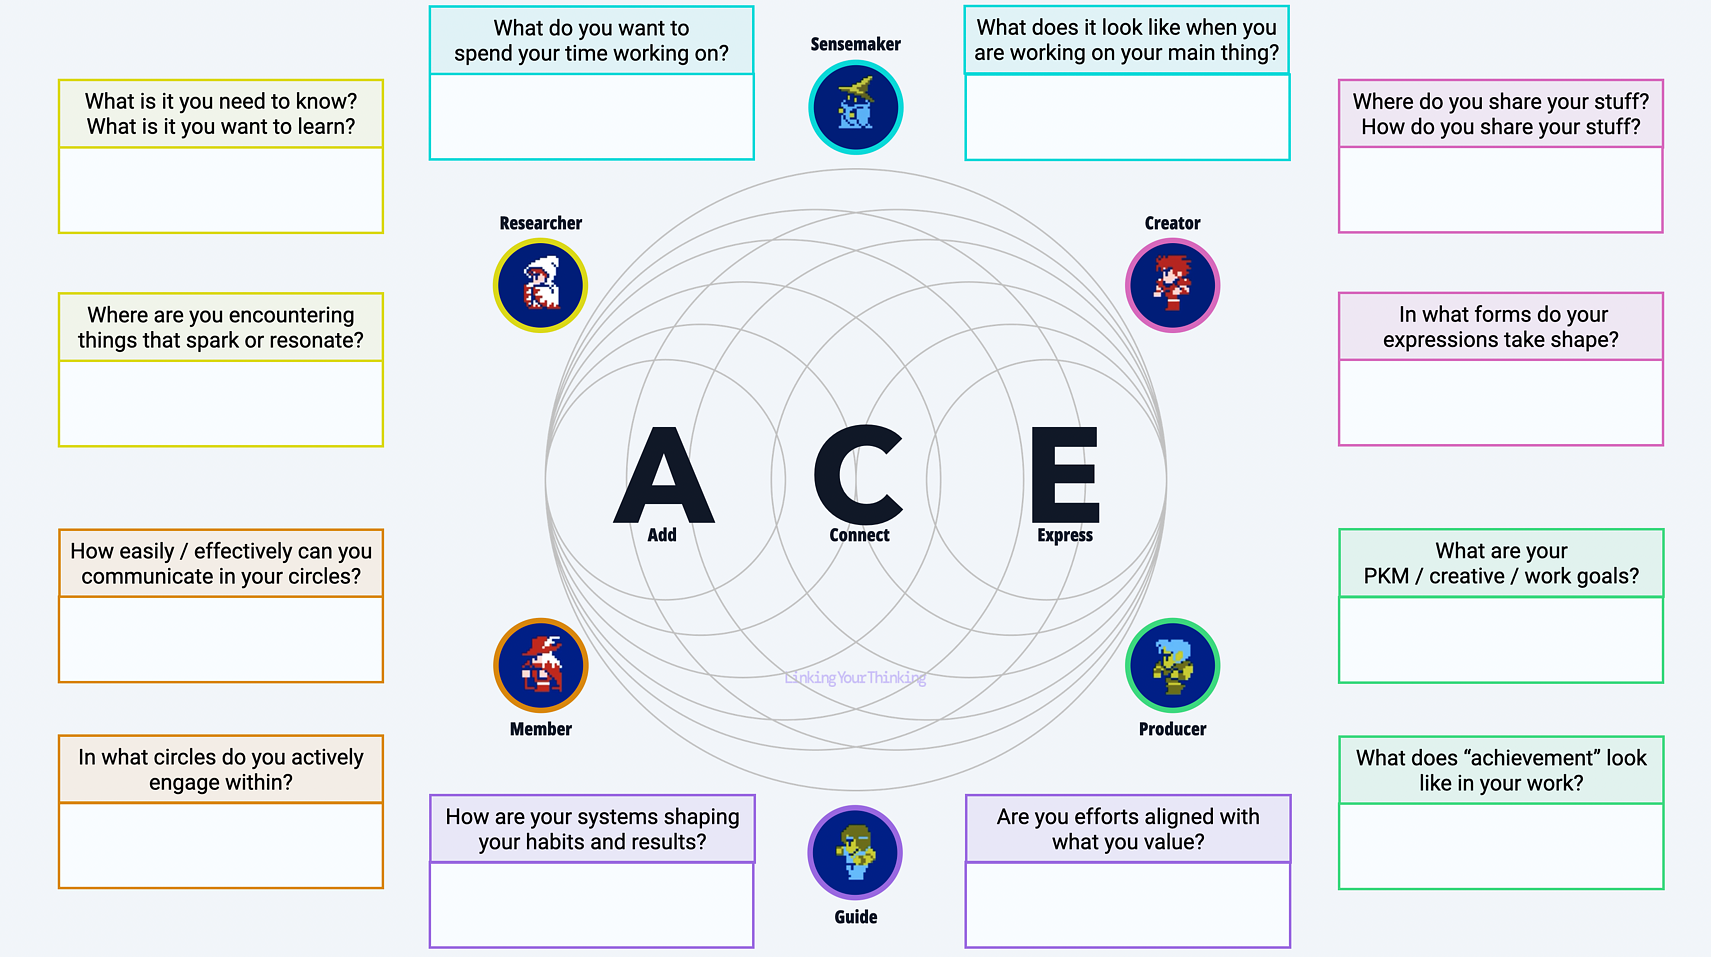 What do you want to
spend your time working on?
Sensemaker
What does it look like when you
are working on your main thing?
What is it you need to know?
What is it you want to learn?
Where do you share your stuff?
How do you share your stuff?
Researcher
Creator
Where are you encountering
things that spark or resonate?
In what forms do your
expressions take shape?
A C E
Add
Connect
Express
How easily / effectively can you
communicate in your circles?
What are your
PKM / creative / work goals?
LinkingYourThinking
Member
Producer
In what circles do you actively
engage within?
What does “achievement” look
like in your work?
How are your systems shaping
your habits and results?
Are you efforts aligned with
what you value?
Guide